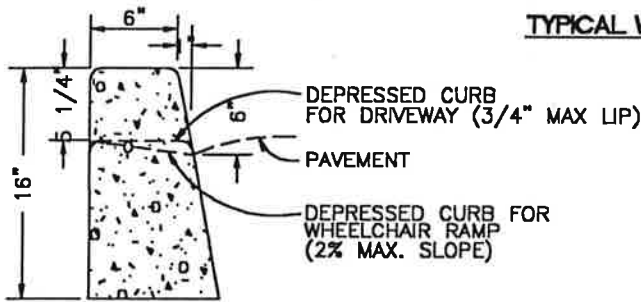 TYPICAL
6"
1"
5 1/4"
16"
6"
DEPRESSED CURB
FOR DRIVEWAY (3/4" MAX LIP)
PAVEMENT
DEPRESSED CURB FOR
WHEELCHAIR RAMP
(2% MAX. SLOPE)